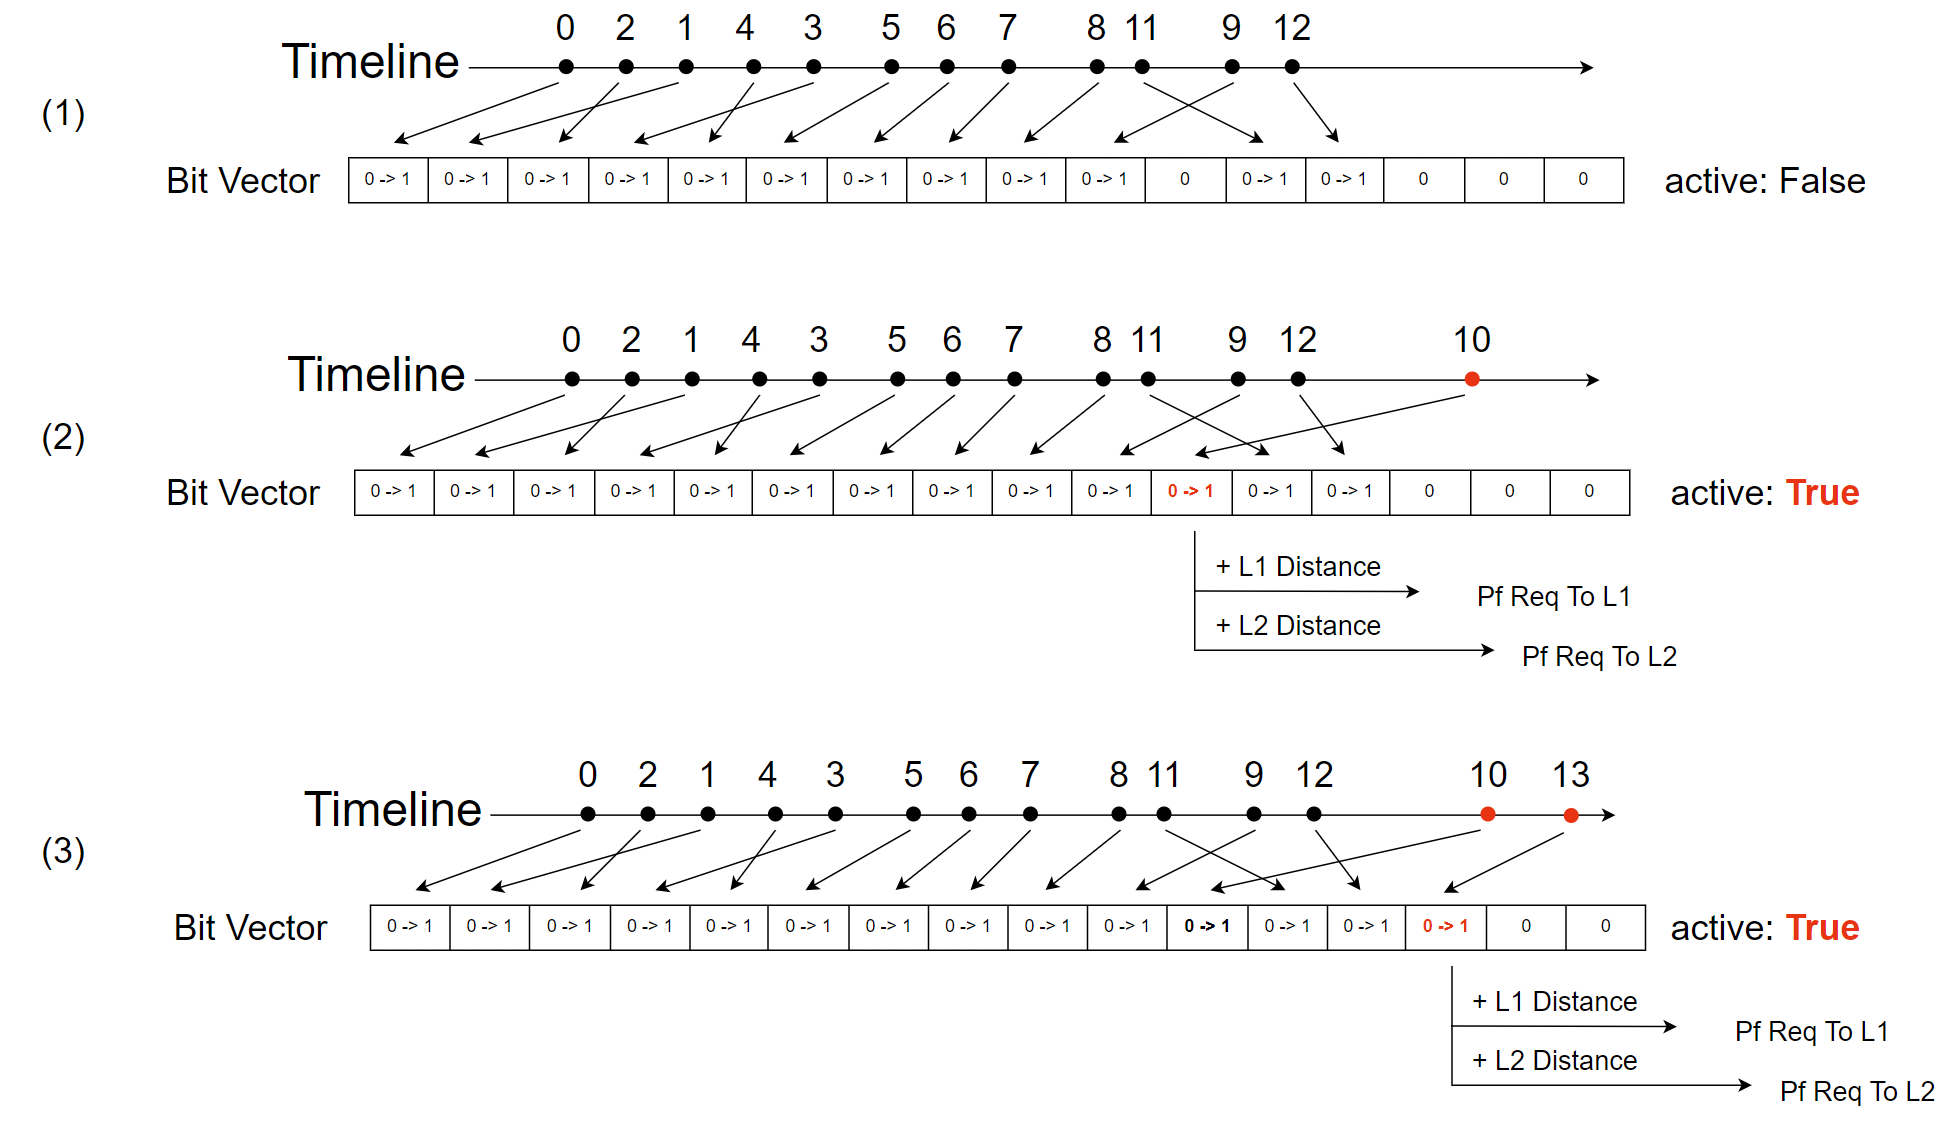 0 2 1 4 3 5 6 7 8 11 9 12
Timeline
(1)
Bit Vector 0 -> 1 0 -> 1 0 -> 1 0 -> 1 0 -> 1 0 -> 1 0 -> 1 0 -> 1 0 -> 1 0 -> 1 0 0 -> 1 0 -> 1 0 0 0 active: False
0 2 1 4 3 5 6 7 8 11 9 12 10
Timeline
(2)
Bit Vector 0 -> 1 0 -> 1 0 -> 1 0 -> 1 0 -> 1 0 -> 1 0 -> 1 0 -> 1 0 -> 1 0 -> 1 0 -> 1 0 -> 1 0 -> 1 0 0 0 active: True
+ L1 Distance
Pf Req To L1
+ L2 Distance
Pf Req To L2
0 2 1 4 3 5 6 7 8 11 9 12 10 13
Timeline
(3)
Bit Vector 0 -> 1 0 -> 1 0 -> 1 0 -> 1 0 -> 1 0 -> 1 0 -> 1 0 -> 1 0 -> 1 0 -> 1 0 -> 1 0 -> 1 0 -> 1 0 -> 1 0 0 active: True
+ L1 Distance
Pf Req To L1
+ L2 Distance
Pf Req To L2